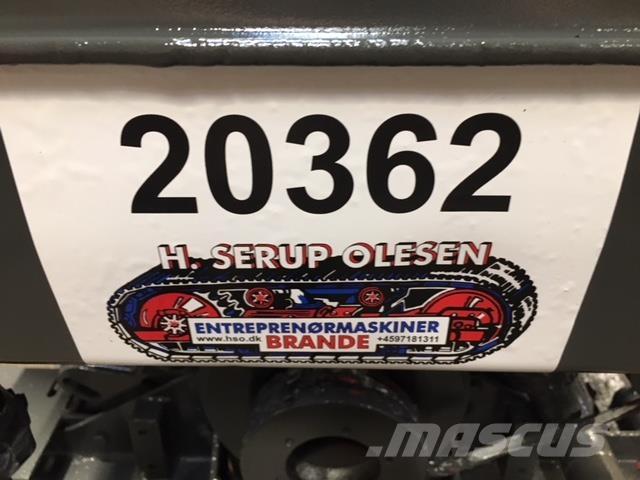 20362
H. SERUP OLESEN
ENTREPRENØRMASKINER
www.hso.dk BRANDE +4597181311
MASCUS